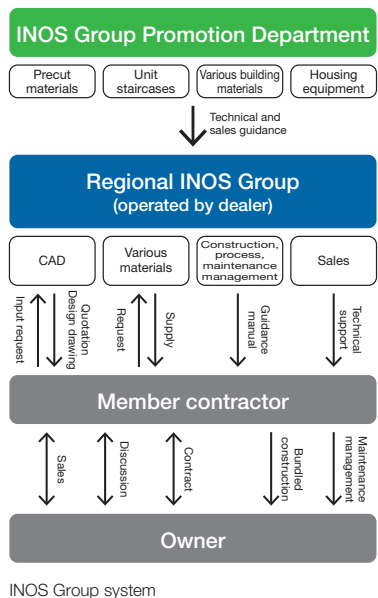 INOS Group Promotion Department
Precut
materials
Unit
staircases
Various building
materials
Housing
equipment
Technical and
sales guidance
Regional INOS Group
(operated by dealer)
CAD
Various
materials
Construction,
process,
maintenance
management
Sales
Input request
Quotation
Design drawing
Request
Supply
Guidance
manual
Technical
support
Member contractor
Sales
Discussion
Contract
Bundled
construction
Maintenance
management
Owner
INOS Group system